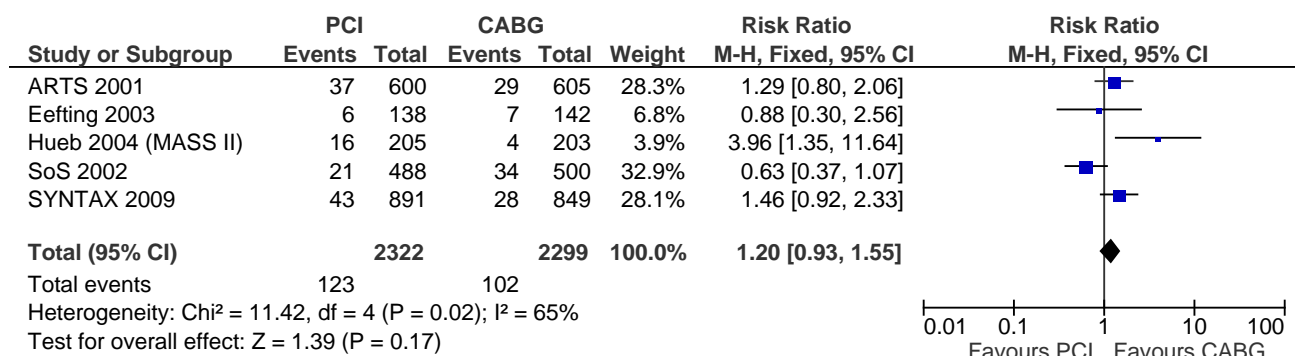 PCI CABG Risk Ratio Risk Ratio
Study or Subgroup Events Total Events Total Weight M-H, Fixed, 95% CI M-H, Fixed, 95% CI
ARTS 2001 37 600 29 605 28.3% 1.29 [0.80, 2.06]
Eefting 2003 6 138 7 142 6.8% 0.88 [0.30, 2.56]
Hueb 2004 (MASS II) 16 205 4 203 3.9% 3.96 [1.35, 11.64]
SoS 2002 21 488 34 500 32.9% 0.63 [0.37, 1.07]
SYNTAX 2009 43 891 28 849 28.1% 1.46 [0.92, 2.33]
Total (95% CI) 2322 2299 100.0% 1.20 [0.93, 1.55]
Total events 123 102
Heterogeneity: Chi² = 11.42, df = 4 (P = 0.02); I² = 65%
Test for overall effect: Z = 1.39 (P = 0.17)
0.01 0.1 1 10 100
Favours PCI Favours CABG